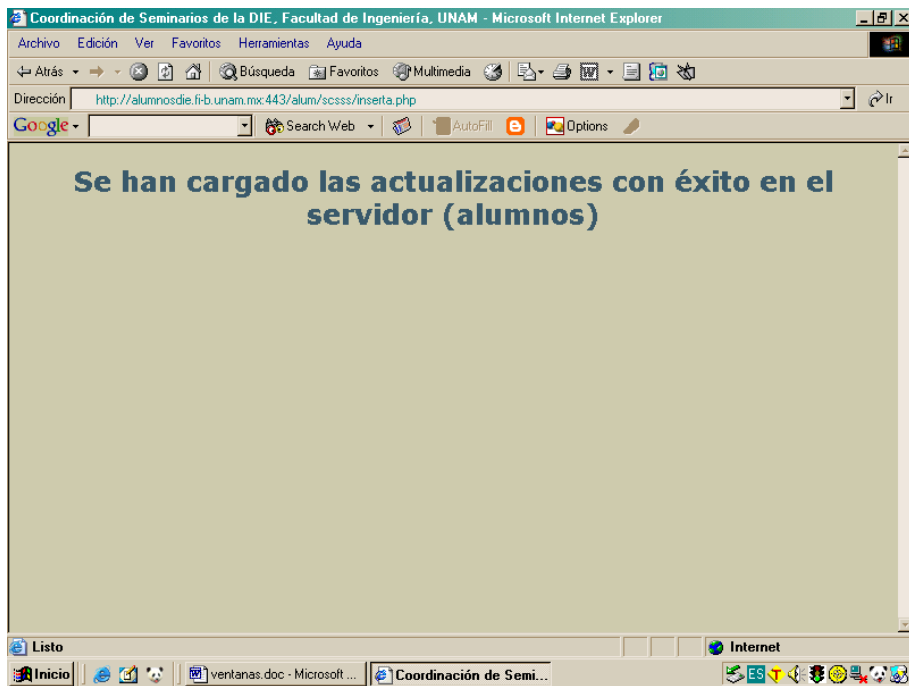 Coordinación de Seminarios de la DIE, Facultad de Ingeniería, UNAM - Microsoft Internet Explorer
Archivo Edición Ver Favoritos Herramientas Ayuda
Atrás Búsqueda Favoritos Multimedia
Dirección http://alumnosdie.fi-b.unam.mx:443/alum/scsss/inserta.php Ir
Google Search Web AutoFill Options
Se han cargado las actualizaciones con éxito en el
servidor (alumnos)
Listo Internet
Inicio ventanas.doc - Microsoft ... Coordinación de Semi... ES